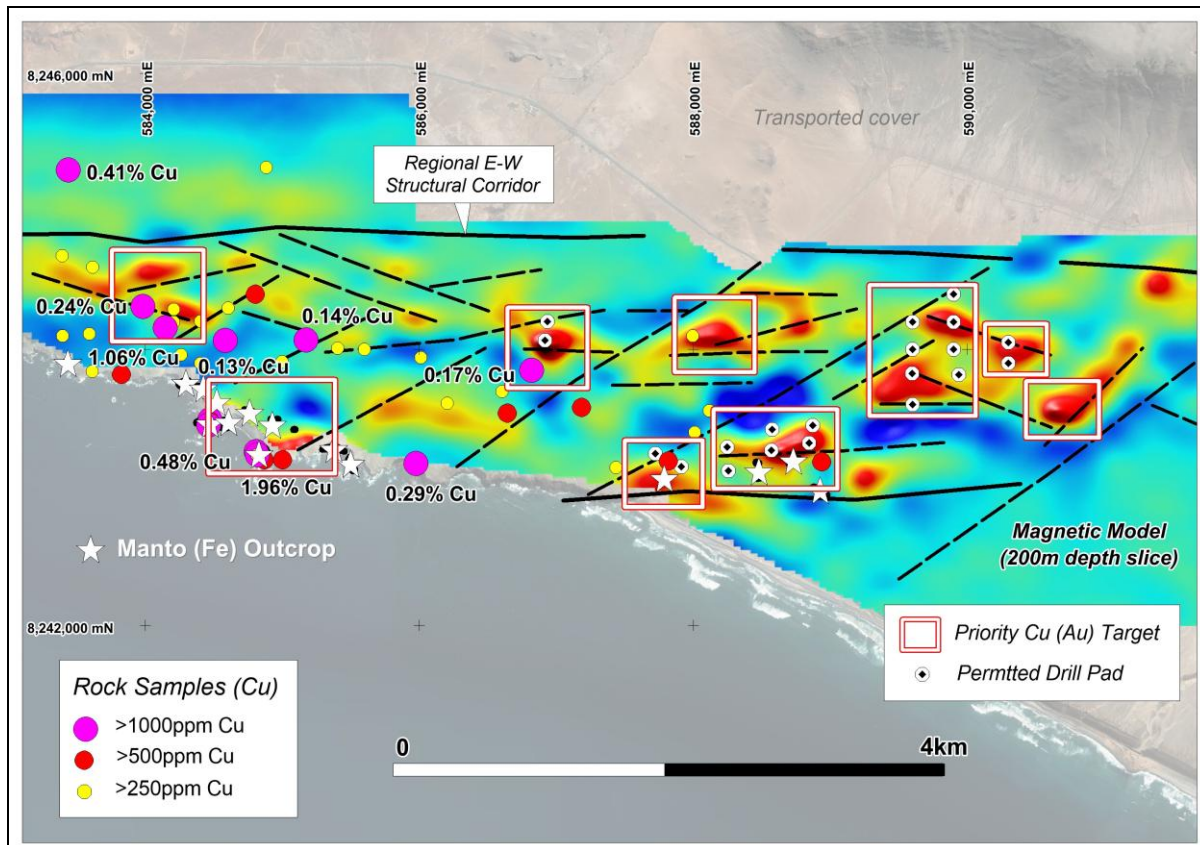 8,246,000 mN
584,000 mE
586,000 mE
588,000 mE
590,000 mE
Transported cover
Regional E-W
Structural Corridor
0.41% Cu
0.24% Cu
1.06% Cu
0.13% Cu
0.14% Cu
0.17% Cu
0.48% Cu
1.96% Cu
0.29% Cu
Manto (Fe) Outcrop
Magnetic Model
(200m depth slice)
8,242,000 mN
Priority Cu (Au) Target
Permtted Drill Pad
Rock Samples (Cu)
>1000ppm Cu
>500ppm Cu
>250ppm Cu
0
4km